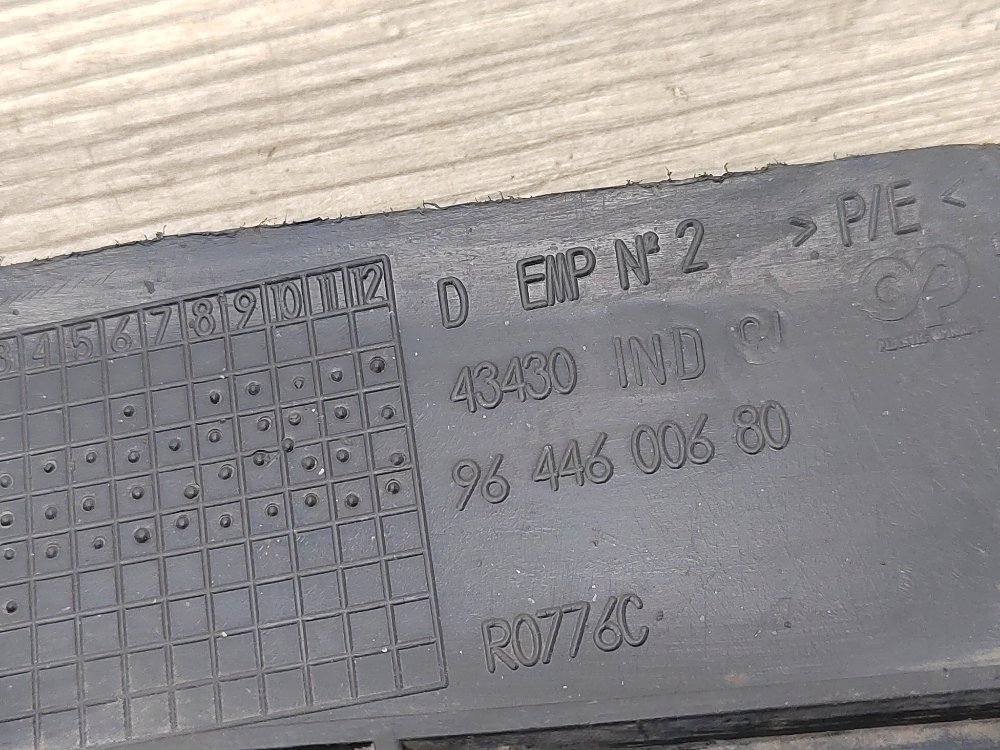 3 4 5 6 7 8 9 10 11 12
D EMP Nº 2 > P/E <
43430 IND
96 446 006 80
R0776C